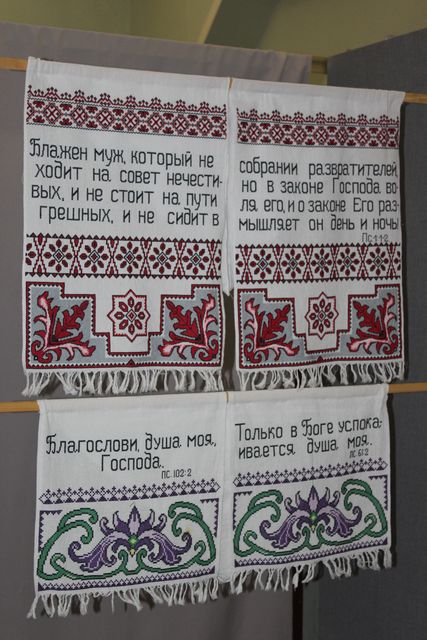 Блажен муж, который не
ходит на совет нечести-
вых, и не стоит на пути
грешных, и не сидит в
собрании развратителей,
но в законе Господа во-
ля его, и о законе Его раз-
мышляет он день и ночь!
Пс.1:1-2
Благослови, душа моя,
Господа.
ПС. 102:2
Только в Боге успока-
ивается душа моя.
ПС. 61:2